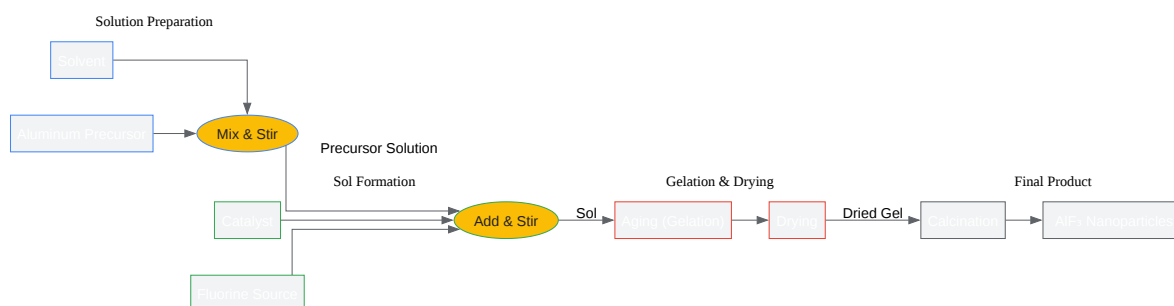 Solution Preparation
Solvent
Aluminum Precursor
Mix & Stir
Precursor Solution
Sol Formation
Catalyst
Fluorine Source
Add & Stir
Sol
Gelation & Drying
Aging (Gelation)
Drying
Dried Gel
Final Product
Calcination
AlF₃ Nanoparticles